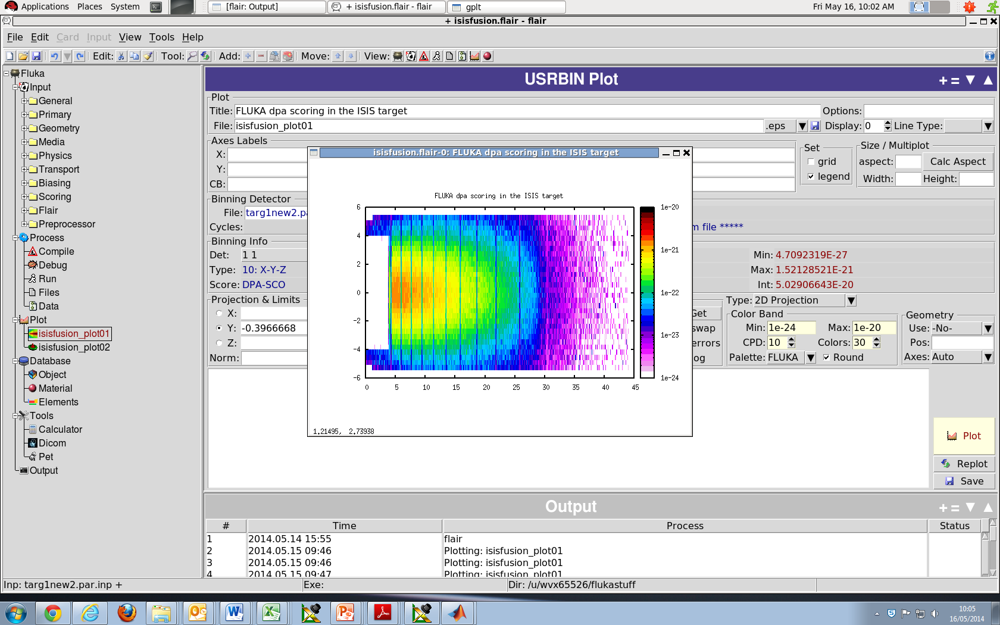 Applications Places System [flair: Output] + isisfusion.flair - flair gplt Fri May 16, 10:02 AM
+ isisfusion.flair - flair
File Edit Card Input View Tools Help
Edit: Tool: Add: Move: View:
Fluka
Input
General
Primary
Geometry
Media
Physics
Transport
Biasing
Scoring
Flair
Preprocessor
Process
Compile
Debug
Run
Files
Data
Plot
isisfusion_plot01
isisfusion_plot02
Database
Object
Material
Elements
Tools
Calculator
Dicom
Pet
Output
USRBIN Plot
Plot
Title: FLUKA dpa scoring in the ISIS target Options:
File: isisfusion_plot01 .eps Display: 0 Line Type:
Axes Labels
X:
Y:
CB:
Set
grid
legend
Size / Multiplot
aspect: Calc Aspect
Width: Height:
Binning Detector
File: targ1new2.pa
Cycles: m file *****
Binning Info
Det: 1 1 Min: 4.7092319E-27
Type: 10: X-Y-Z Max: 1.52128521E-21
Score: DPA-SCO Int: 5.02906643E-20
Projection & Limits
X:
Y: -0.3966668
Z:
Norm:
Get
swap
errors
og
Type: 2D Projection
Color Band
Min: 1e-24 Max: 1e-20
CPD: 10 Colors: 30
Palette: FLUKA Round
Geometry
Use: -No-
Pos:
Axes: Auto
isisfusion.flair-0: FLUKA dpa scoring in the ISIS target
FLUKA dpa scoring in the ISIS target
6
4
2
0
-2
-4
-6
0 5 10 15 20 25 30 35 40 45
1e-20
1e-21
1e-22
1e-23
1e-24
1.21495, 2.73938
Plot
Replot
Save
Output
# Time Process Status
1 2014.05.14 15:55 flair
2 2014.05.15 09:46 Plotting: isisfusion_plot01
3 2014.05.15 09:46 Plotting: isisfusion_plot01
4 2014.05.15 09:47 Plotting: isisfusion_plot01
Inp: targ1new2.par.inp + Exe: Dir: /u/wvx65526/flukastuff
10:05
16/05/2014